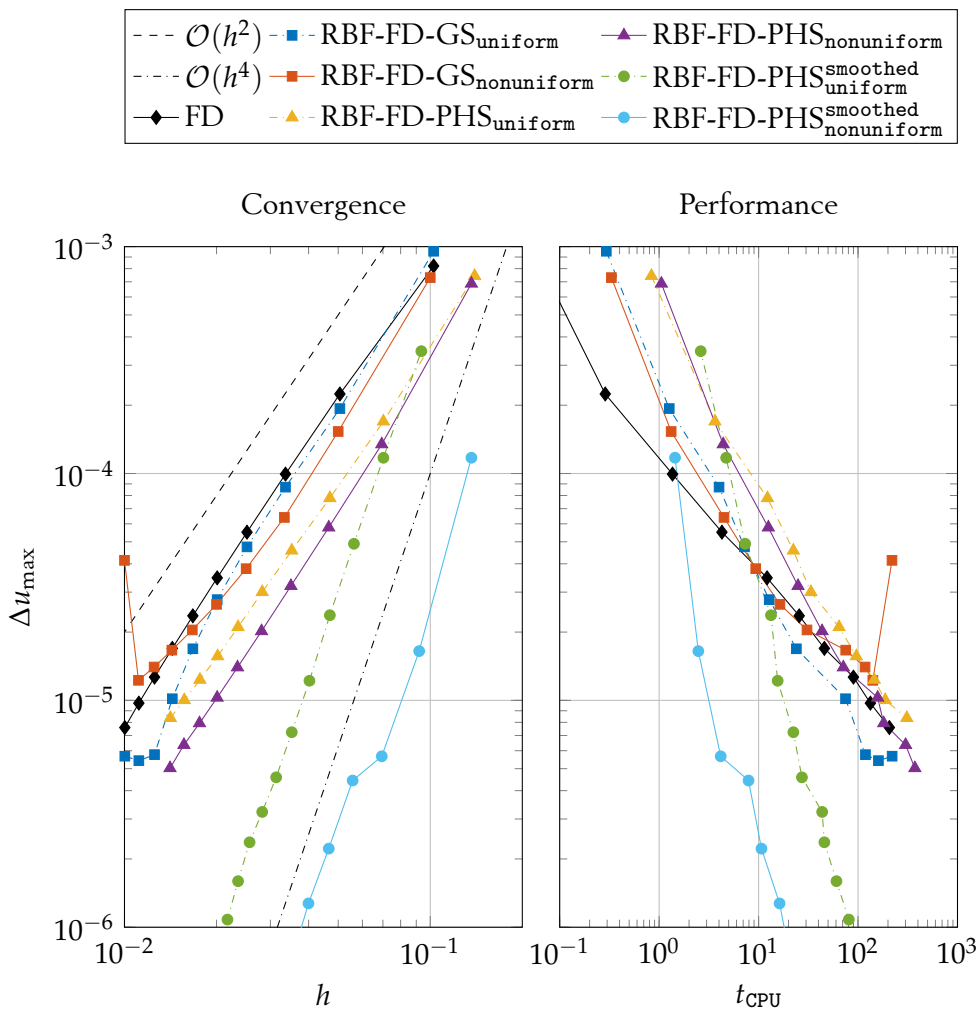 O(h²) RBF-FD-GS_uniform RBF-FD-PHS_nonuniform
O(h⁴) RBF-FD-GS_nonuniform RBF-FD-PHS^smoothed_uniform
FD RBF-FD-PHS_uniform RBF-FD-PHS^smoothed_nonuniform
Convergence Performance
10⁻³
10⁻⁴
Δu_max
10⁻⁵
10⁻⁶
10⁻² 10⁻¹ 10⁻¹ 10⁰ 10¹ 10² 10³
h t_CPU